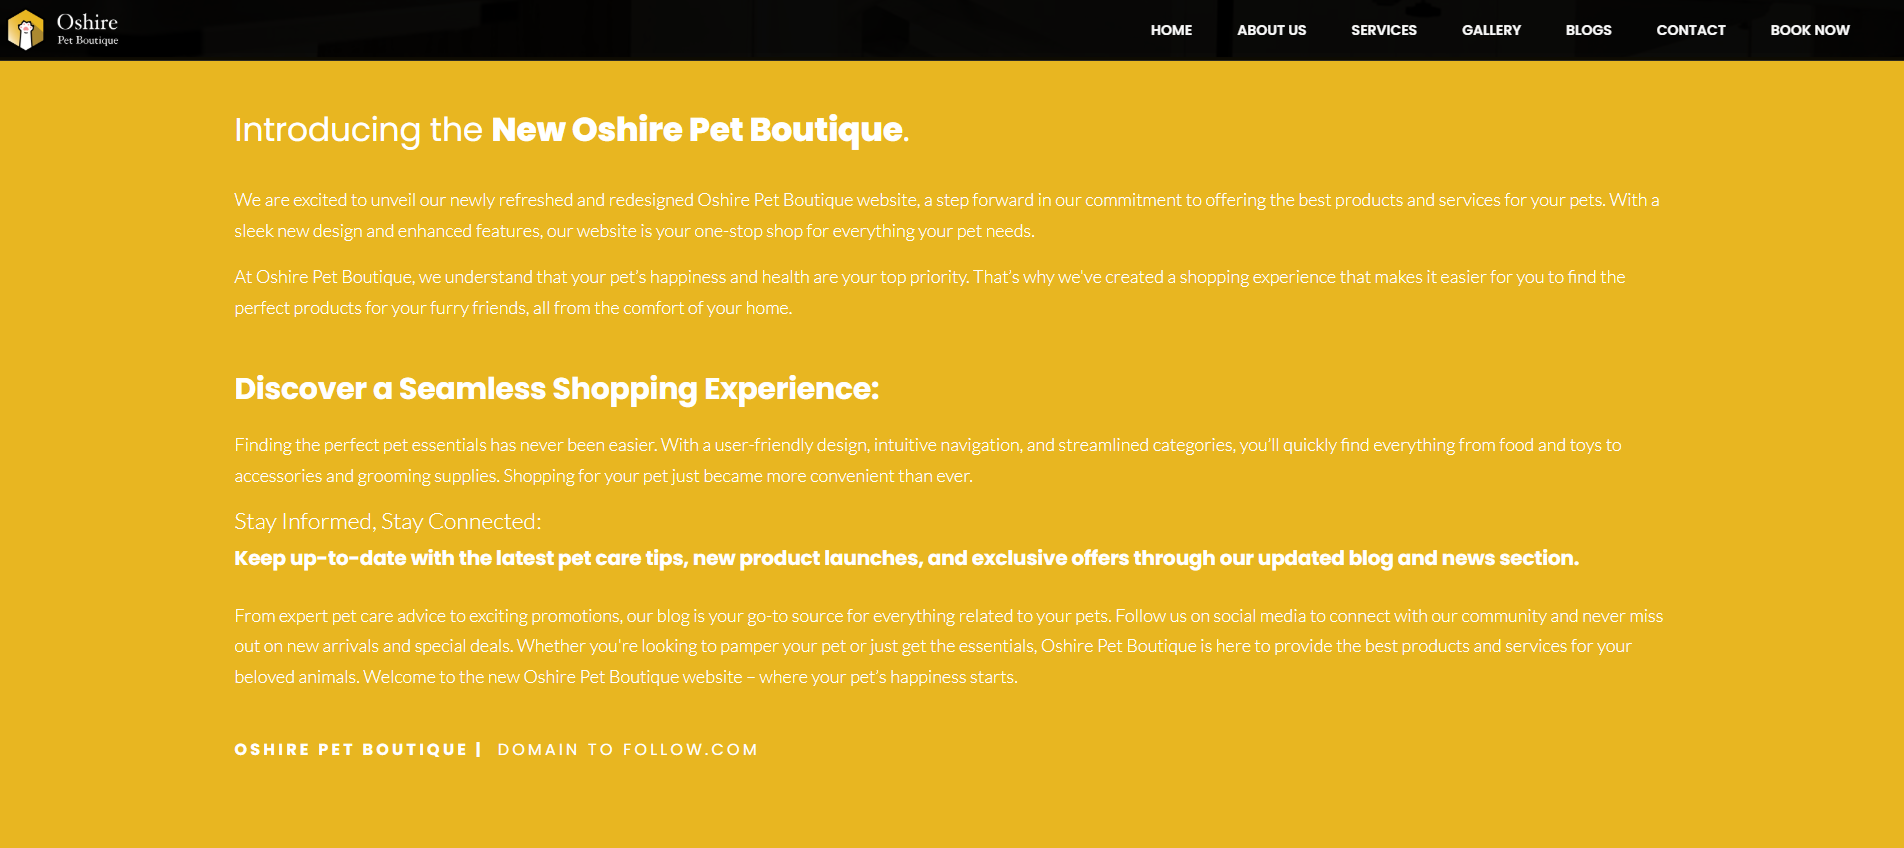 Oshire
Pet Boutique
HOME
ABOUT US
SERVICES
GALLERY
BLOGS
CONTACT
BOOK NOW
Introducing the New Oshire Pet Boutique.
We are excited to unveil our newly refreshed and redesigned Oshire Pet Boutique website, a step forward in our commitment to offering the best products and services for your pets. With a
sleek new design and enhanced features, our website is your one-stop shop for everything your pet needs.
At Oshire Pet Boutique, we understand that your pet's happiness and health are your top priority. That's why we've created a shopping experience that makes it easier for you to find the
perfect products for your furry friends, all from the comfort of your home.
Discover a Seamless Shopping Experience:
Finding the perfect pet essentials has never been easier. With a user-friendly design, intuitive navigation, and streamlined categories, you'll quickly find everything from food and toys to
accessories and grooming supplies. Shopping for your pet just became more convenient than ever.
Stay Informed, Stay Connected:
Keep up-to-date with the latest pet care tips, new product launches, and exclusive offers through our updated blog and news section.
From expert pet care advice to exciting promotions, our blog is your go-to source for everything related to your pets. Follow us on social media to connect with our community and never miss
out on new arrivals and special deals. Whether you're looking to pamper your pet or just get the essentials, Oshire Pet Boutique is here to provide the best products and services for your
beloved animals. Welcome to the new Oshire Pet Boutique website – where your pet's happiness starts.
OSHIRE PET BOUTIQUE | DOMAIN TO FOLLOW.COM